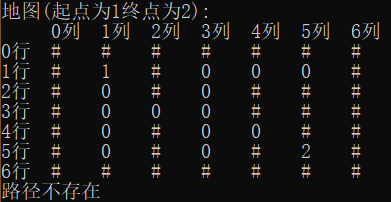 地图(起点为1终点为2):
0列 1列 2列 3列 4列 5列 6列
0行 # # # # # # #
1行 # 1 # 0 0 0 #
2行 # 0 # 0 # # #
3行 # 0 0 0 # # #
4行 # 0 # 0 0 # #
5行 # 0 # 0 # 2 #
6行 # # # # # # #
路径不存在